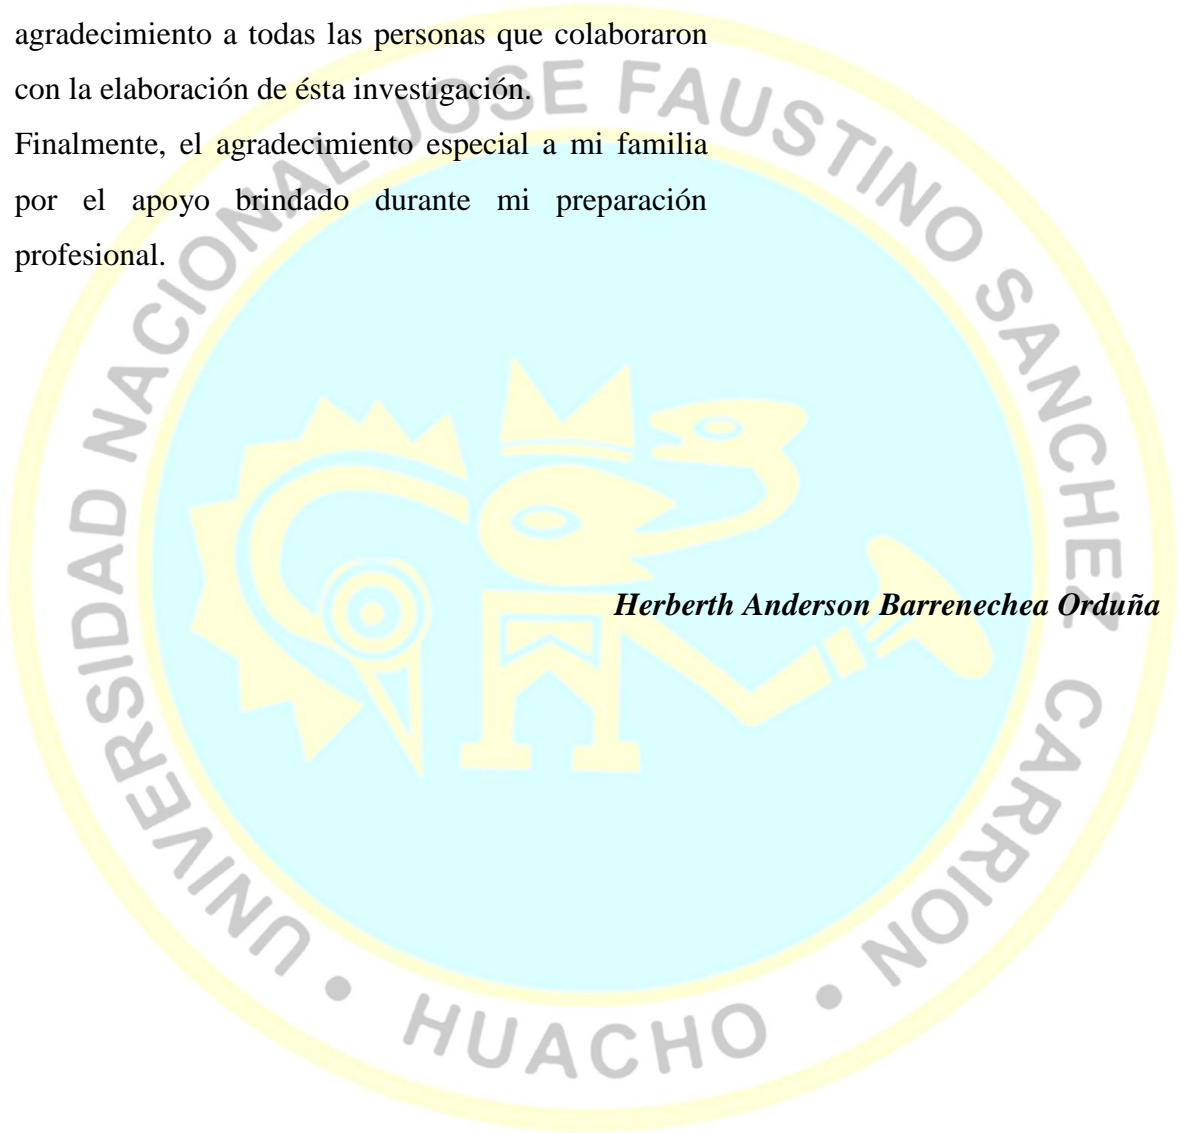 agradecimiento a todas las personas que colaboraron
con la elaboración de ésta investigación.
Finalmente, el agradecimiento especial a mi familia
por el apoyo brindado durante mi preparación
profesional.
Herberth Anderson Barrenechea Orduña
UNIVERSIDAD NACIONAL JOSE FAUSTINO SANCHEZ CARRION • HUACHO •